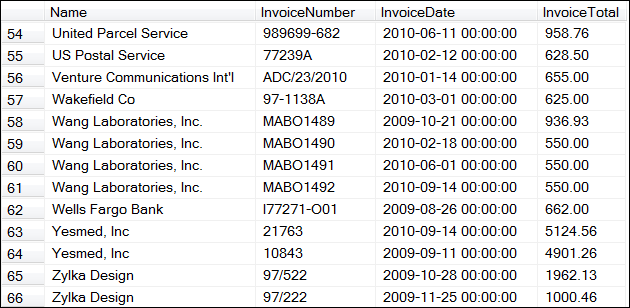 Name InvoiceNumber InvoiceDate InvoiceTotal
54 United Parcel Service 989699-682 2010-06-11 00:00:00 958.76
55 US Postal Service 77239A 2010-02-12 00:00:00 628.50
56 Venture Communications Int'l ADC/23/2010 2010-01-14 00:00:00 655.00
57 Wakefield Co 97-1138A 2010-03-01 00:00:00 625.00
58 Wang Laboratories, Inc. MABO1489 2009-10-21 00:00:00 936.93
59 Wang Laboratories, Inc. MABO1490 2010-02-18 00:00:00 550.00
60 Wang Laboratories, Inc. MABO1491 2010-06-01 00:00:00 550.00
61 Wang Laboratories, Inc. MABO1492 2010-09-14 00:00:00 550.00
62 Wells Fargo Bank I77271-O01 2009-08-26 00:00:00 662.00
63 Yesmed, Inc 21763 2010-09-14 00:00:00 5124.56
64 Yesmed, Inc 10843 2009-09-11 00:00:00 4901.26
65 Zylka Design 97/522 2009-10-28 00:00:00 1962.13
66 Zylka Design 97/222 2009-11-25 00:00:00 1000.46